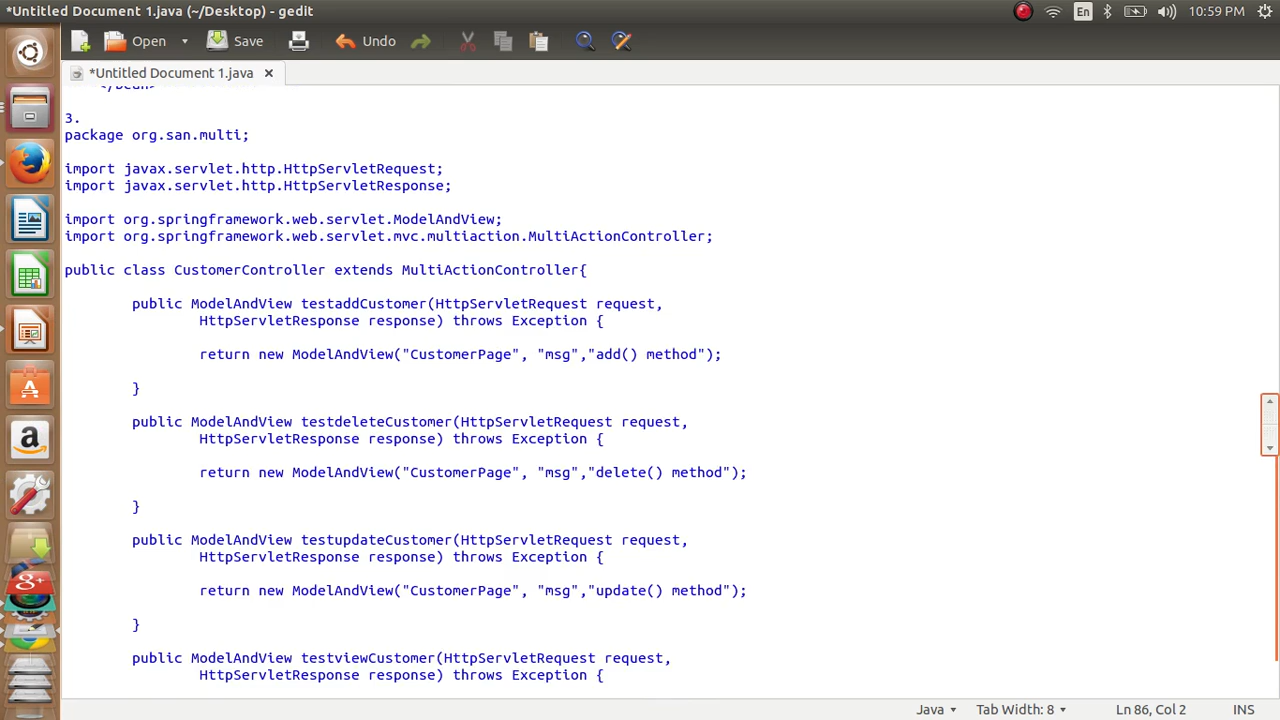 *Untitled Document 1.java (~/Desktop) - gedit
En
10:59 PM
Open
Save
Undo
*Untitled Document 1.java
</bean>
3.
package org.san.multi;
import javax.servlet.http.HttpServletRequest;
import javax.servlet.http.HttpServletResponse;
import org.springframework.web.servlet.ModelAndView;
import org.springframework.web.servlet.mvc.multiaction.MultiActionController;
public class CustomerController extends MultiActionController{
public ModelAndView testaddCustomer(HttpServletRequest request,
HttpServletResponse response) throws Exception {
return new ModelAndView("CustomerPage", "msg","add() method");
}
public ModelAndView testdeleteCustomer(HttpServletRequest request,
HttpServletResponse response) throws Exception {
return new ModelAndView("CustomerPage", "msg","delete() method");
}
public ModelAndView testupdateCustomer(HttpServletRequest request,
HttpServletResponse response) throws Exception {
return new ModelAndView("CustomerPage", "msg","update() method");
}
public ModelAndView testviewCustomer(HttpServletRequest request,
HttpServletResponse response) throws Exception {
Java
Tab Width: 8
Ln 86, Col 2
INS